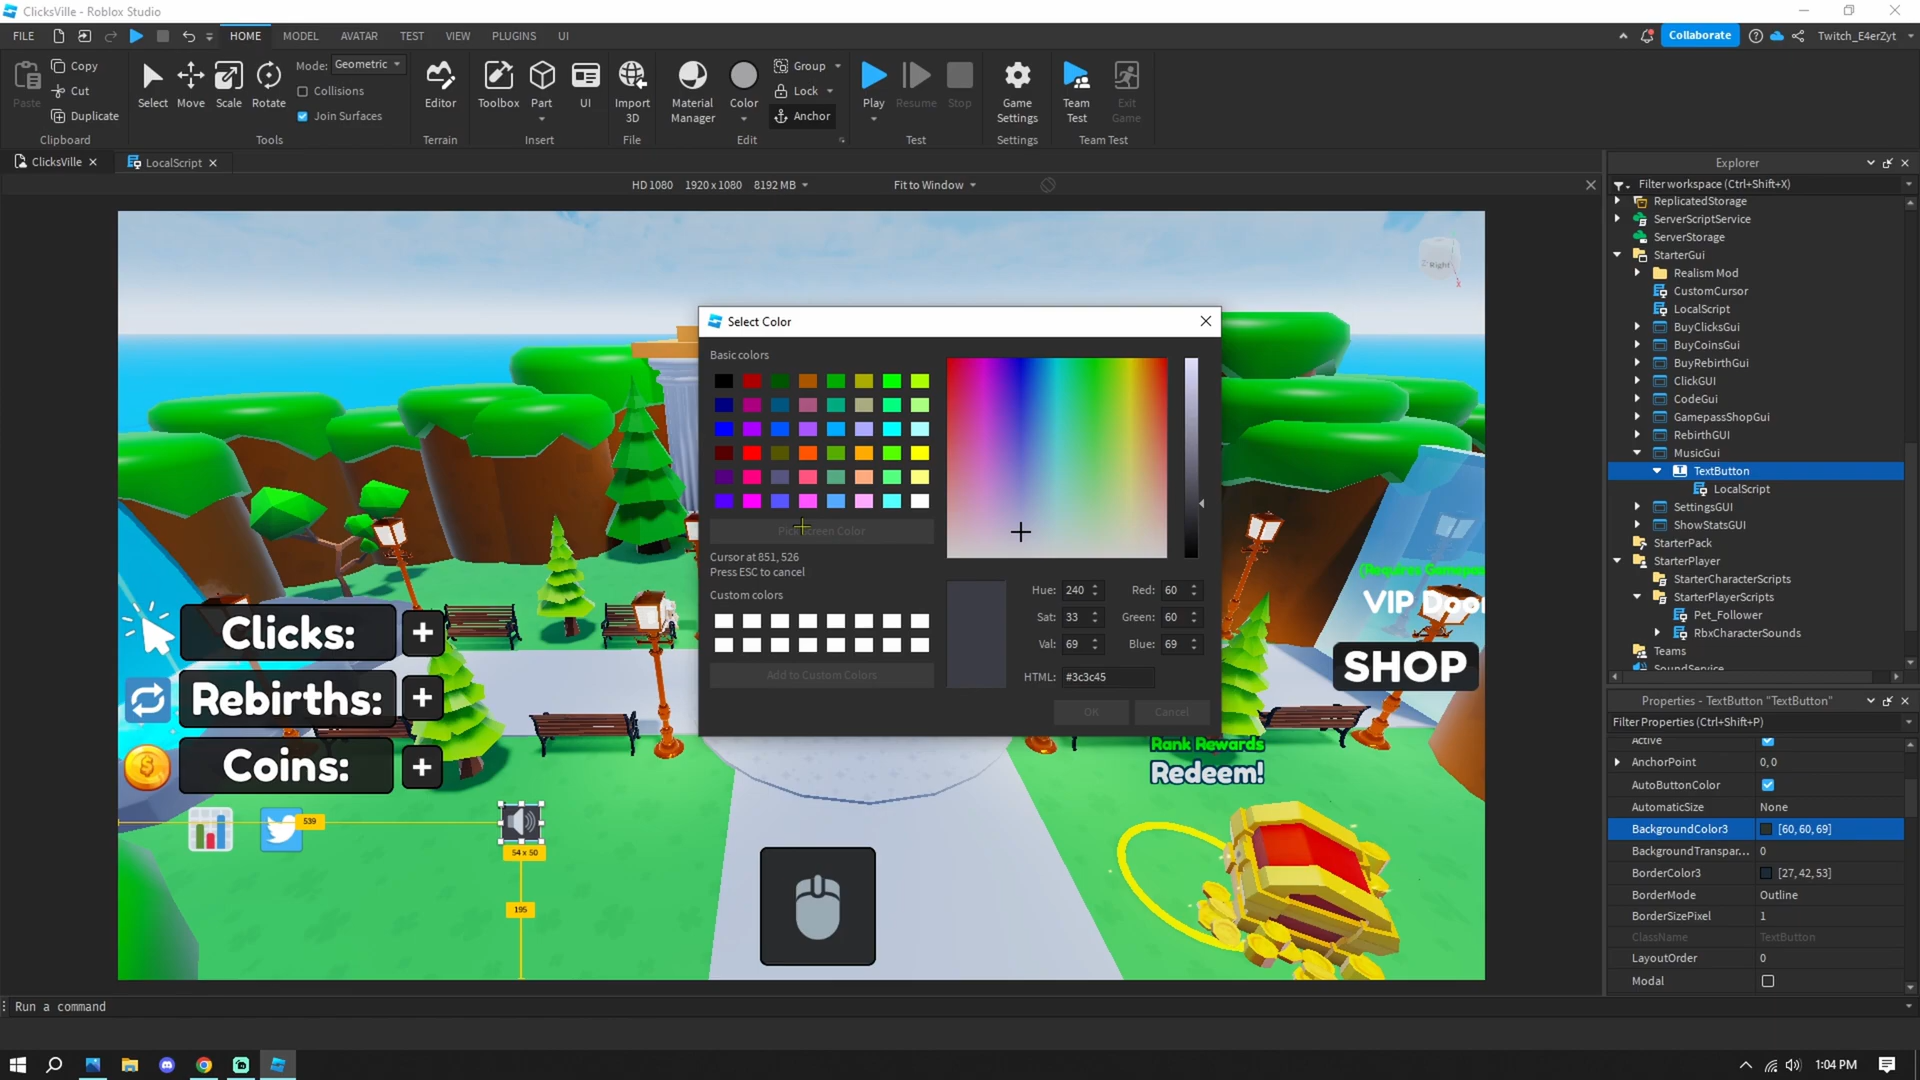 ClicksVille - Roblox Studio
FILE HOME MODEL AVATAR TEST VIEW PLUGINS UI
Collaborate Twitch_E4erZyt
Paste Copy Cut Duplicate
Clipboard
Select Move Scale Rotate
Mode: Geometric
Collisions
Join Surfaces
Tools
Editor
Terrain
Toolbox Part UI
Insert
Import 3D
File
Material Manager Color
Group
Lock
Anchor
Edit
Play Resume Stop
Test
Game Settings
Settings
Team Test Exit Game
Team Test
ClicksVille LocalScript
HD 1080 1920 x 1080 8192 MB Fit to Window
Right
X
Select Color
Basic colors
Cursor at 851, 526
Press ESC to cancel
Custom colors
Add to Custom Colors
Hue: 240 Red: 60
Sat: 33 Green: 60
Val: 69 Blue: 69
HTML: #3c3c45
OK Cancel
Clicks: +
Rebirths: +
Coins: +
539
54 x 50
195
VIP
SHOP
Rank Rewards
Redeem!
Explorer
Filter workspace (Ctrl+Shift+X)
ReplicatedStorage
ServerScriptService
ServerStorage
StarterGui
Realism Mod
CustomCursor
LocalScript
BuyClicksGui
BuyCoinsGui
BuyRebirthGui
ClickGUI
CodeGui
GamepassShopGui
RebirthGUI
MusicGui
TextButton
LocalScript
SettingsGUI
ShowStatsGUI
StarterPack
StarterPlayer
StarterCharacterScripts
StarterPlayerScripts
Pet_Follower
RbxCharacterSounds
Teams
SoundService
Properties - TextButton "TextButton"
Filter Properties (Ctrl+Shift+P)
Active
AnchorPoint 0, 0
AutoButtonColor
AutomaticSize None
BackgroundColor3 [60, 60, 69]
BackgroundTranspar... 0
BorderColor3 [27, 42, 53]
BorderMode Outline
BorderSizePixel 1
ClassName TextButton
LayoutOrder 0
Modal
Run a command
1:04 PM